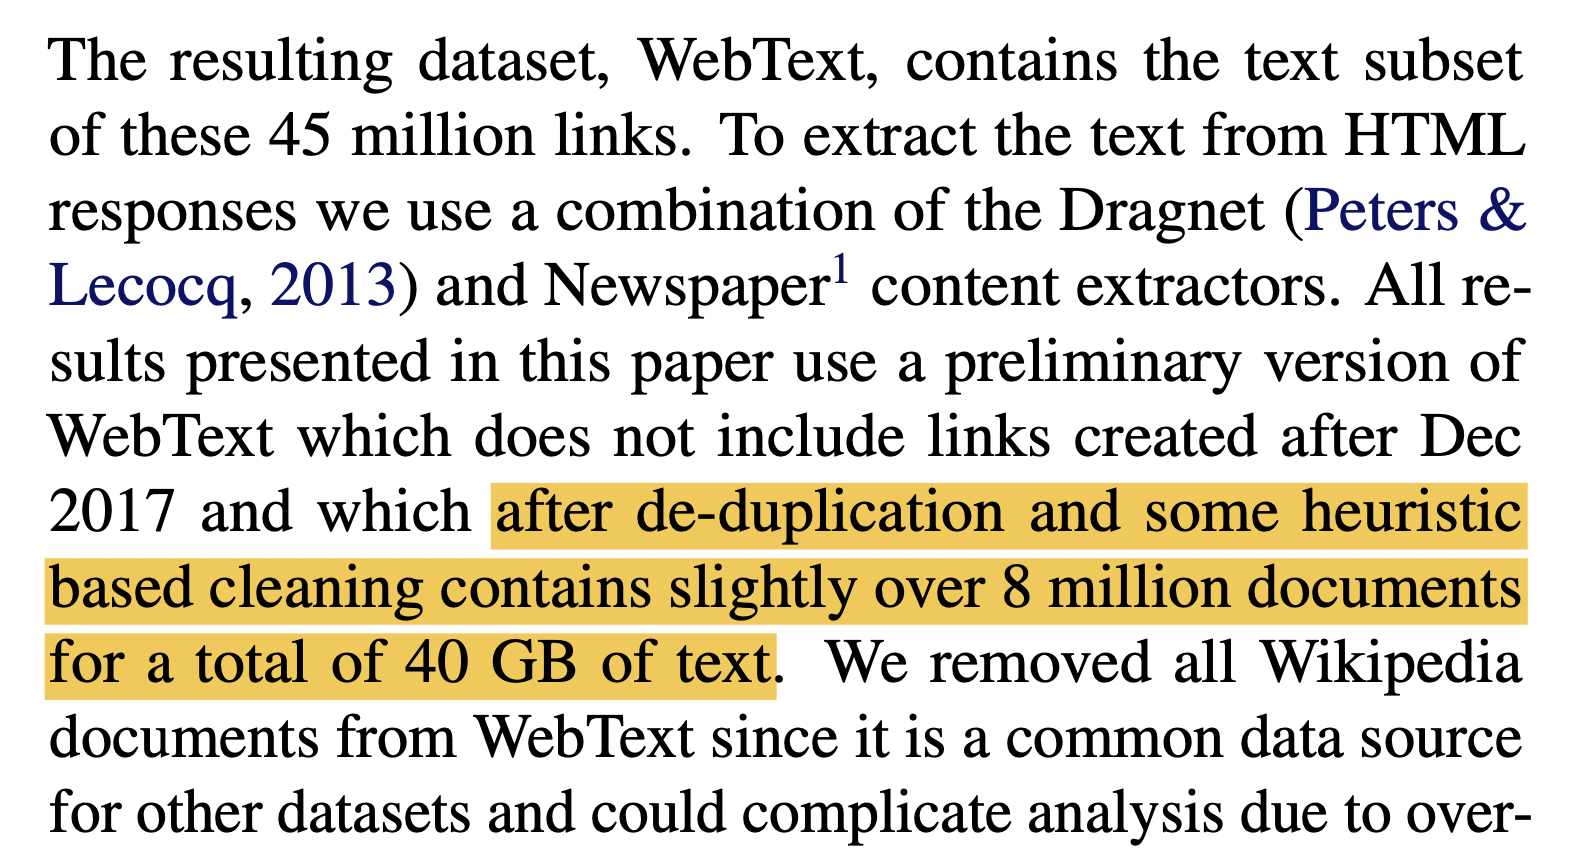 The resulting dataset, WebText, contains the text subset
of these 45 million links. To extract the text from HTML
responses we use a combination of the Dragnet (Peters &
Lecocq, 2013) and Newspaper¹ content extractors. All re-
sults presented in this paper use a preliminary version of
WebText which does not include links created after Dec
2017 and which after de-duplication and some heuristic
based cleaning contains slightly over 8 million documents
for a total of 40 GB of text. We removed all Wikipedia
documents from WebText since it is a common data source
for other datasets and could complicate analysis due to over-